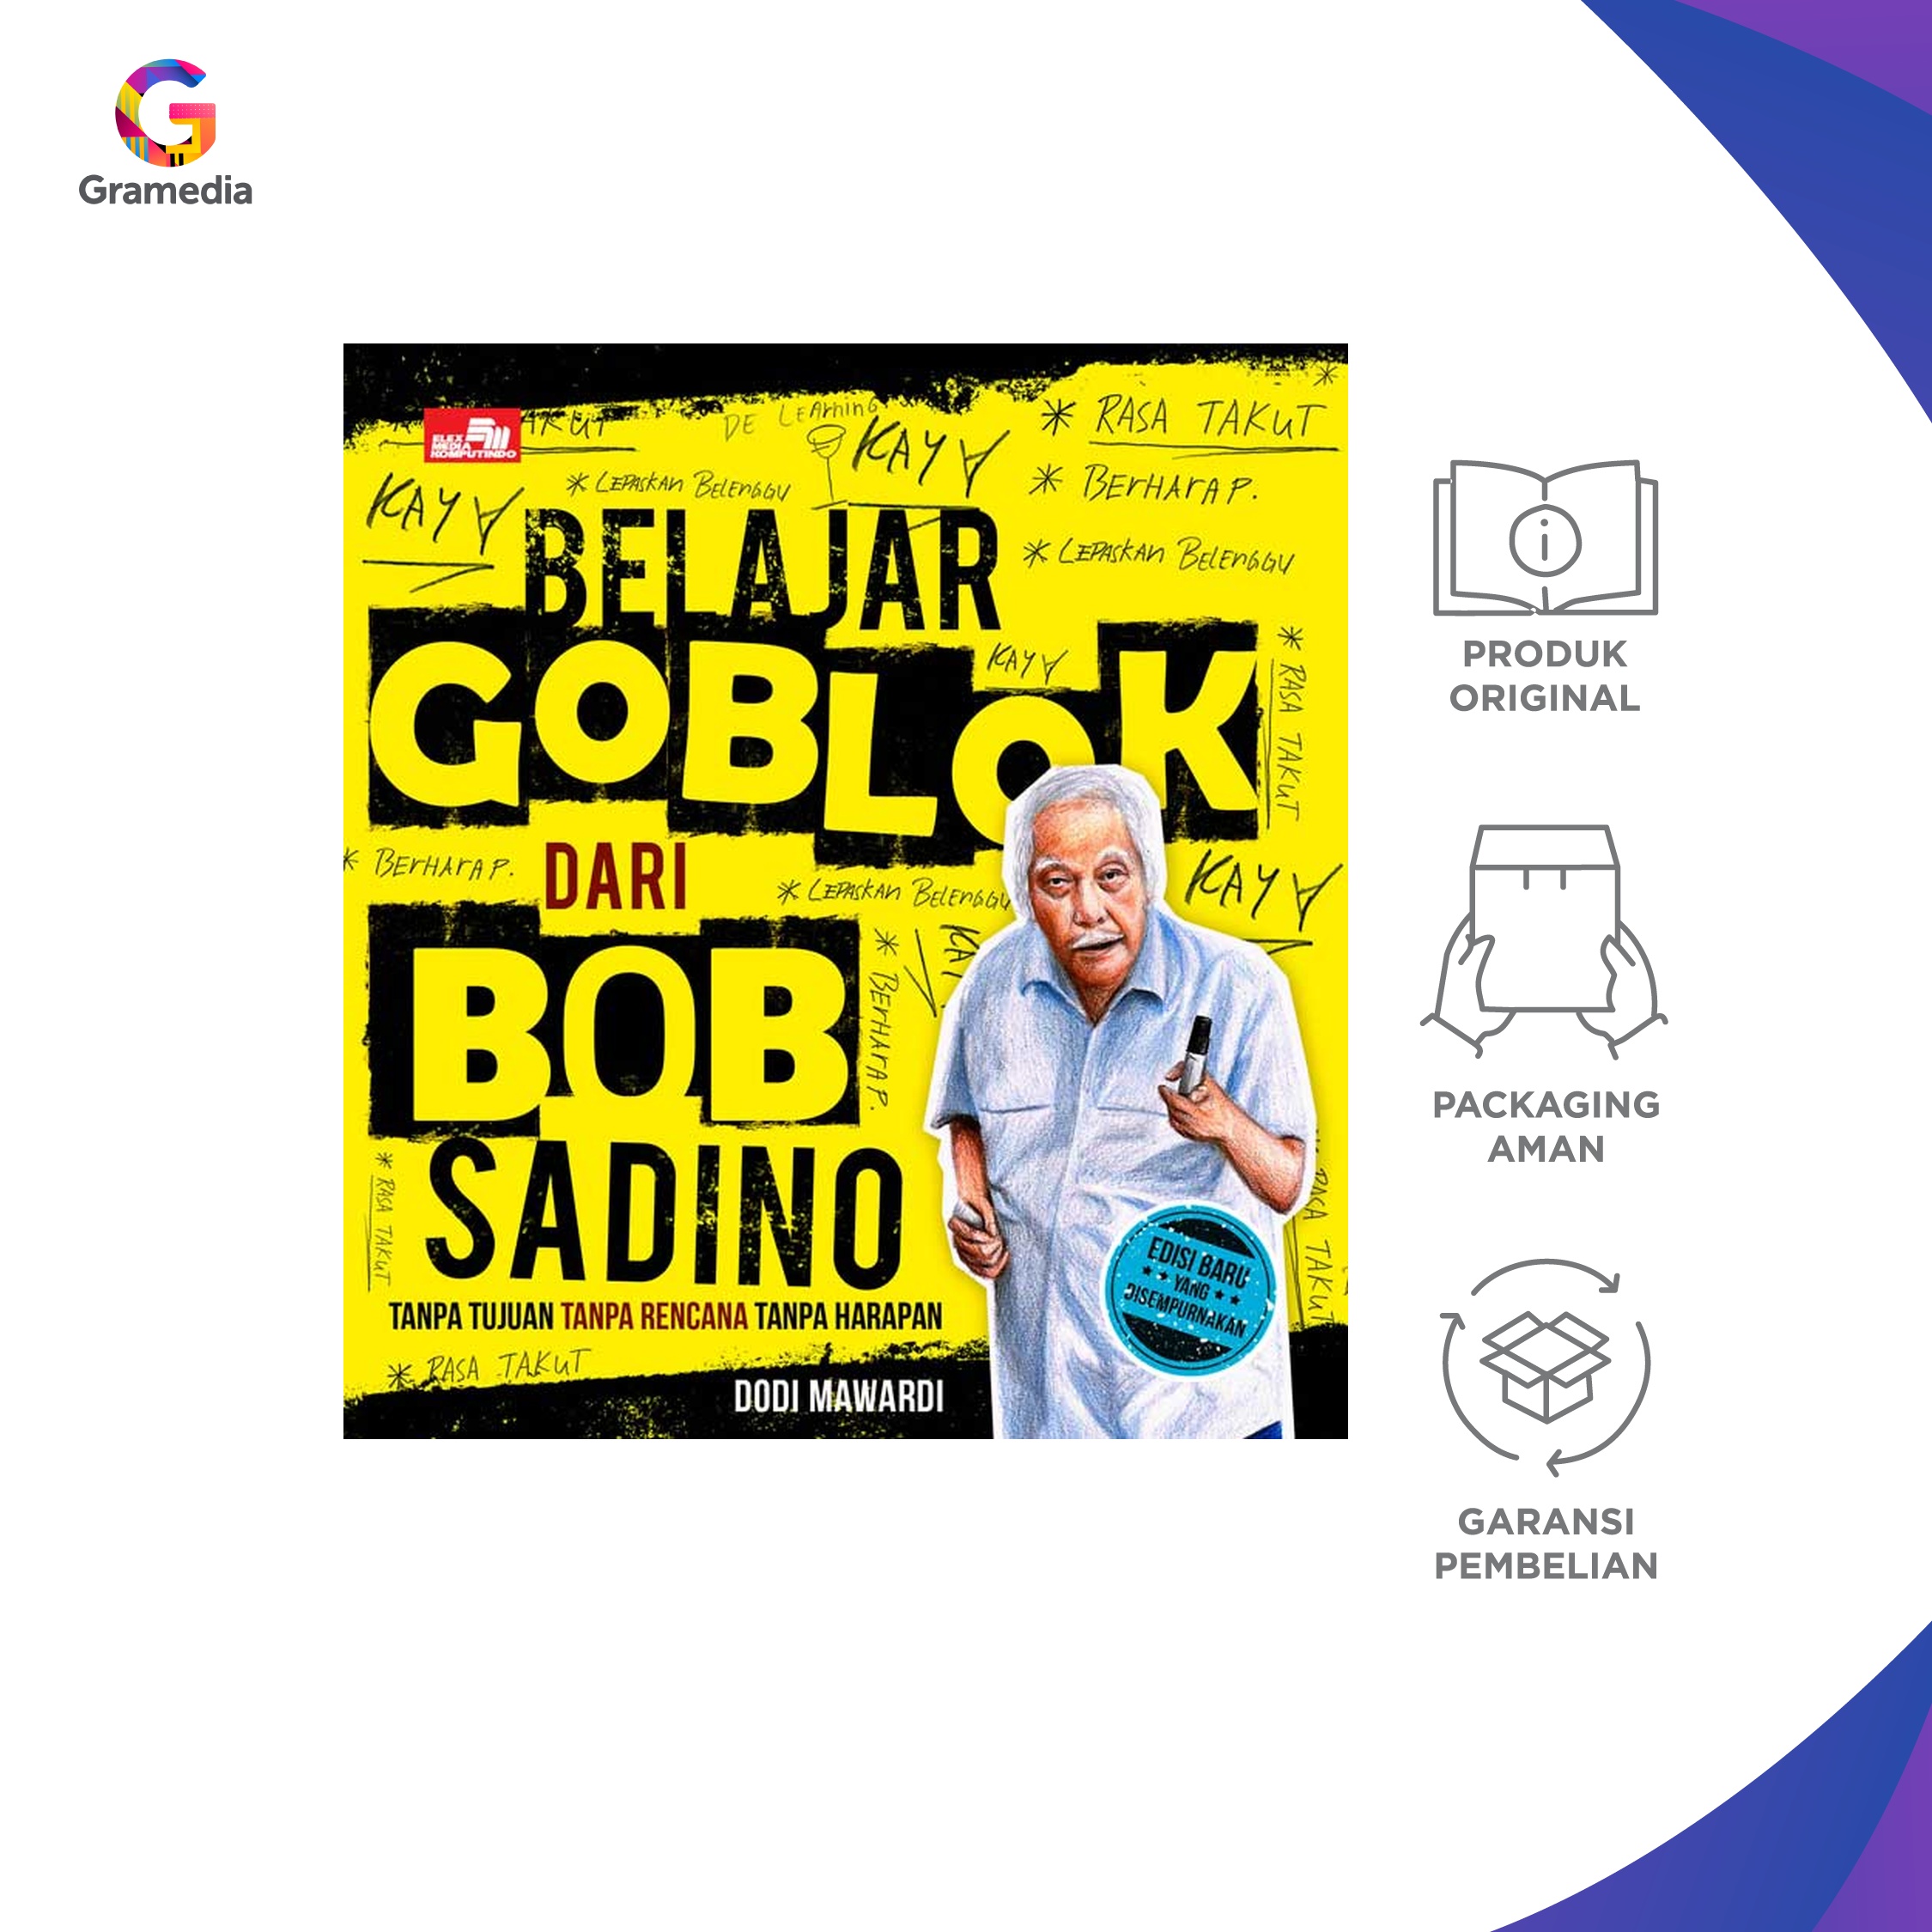 Gramedia
ELEX
MEDIA
KOMPUTINDO
DE LEArninG
KAYA
* RASA TAKUT
KAYA
* LEPASKAN BELENGGU
* BERHARAP.
* LEPASKAN BELENGGU
BELAJAR
KAYA
GOBLOK
* RASA TAKUT
* BERHARAP.
DARI
* LEPASKAN BELENGGU
KAYA
* BERHARAP.
BOB
SADINO
* RASA TAKUT
RASA TAKUT
EDISI BARU
YANG
DISEMPURNAKAN
TANPA TUJUAN TANPA RENCANA TANPA HARAPAN
* RASA TAKUT
DODI MAWARDI
PRODUK
ORIGINAL
PACKAGING
AMAN
GARANSI
PEMBELIAN